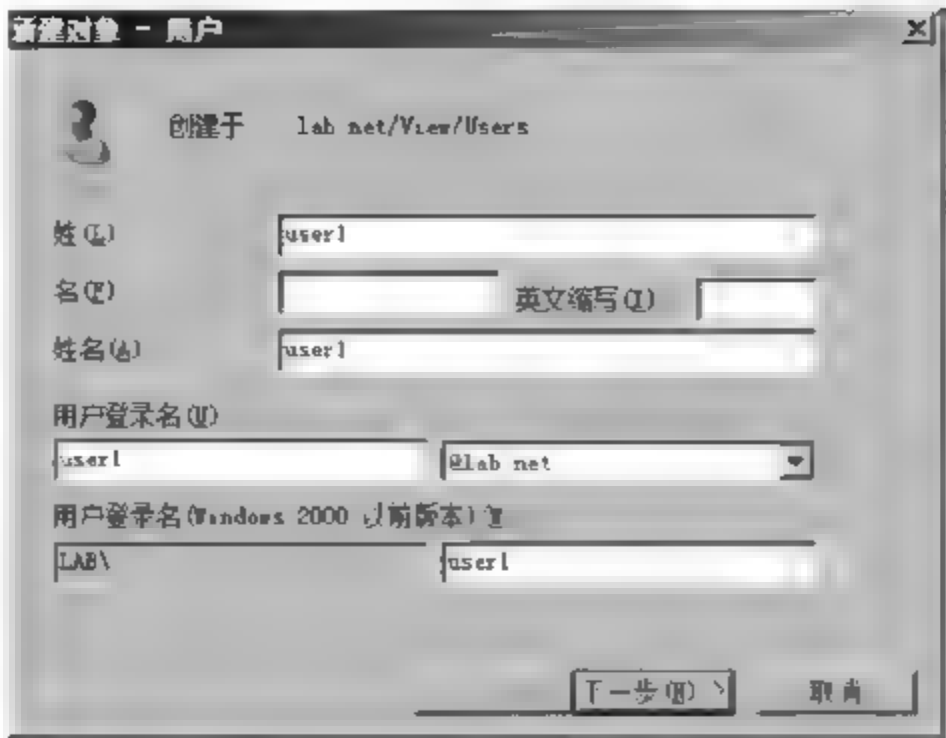 新建对象 - 用户
创建于 lab net/View/Users
姓(L) user1
名(F) 英文缩写(I)
姓名(A) user1
用户登录名(U)
user1 @lab net
用户登录名(Windows 2000 以前版本)(W)
LAB\ user1
下一步(N) > 取消